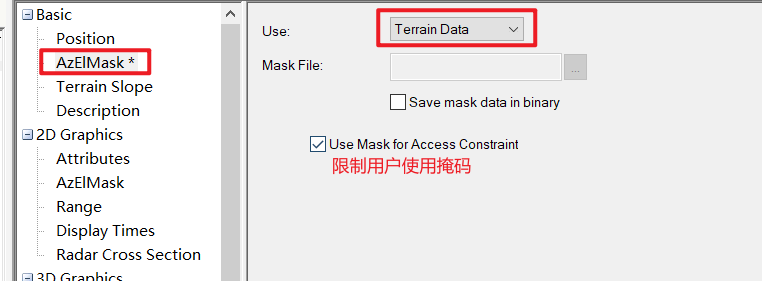 Basic
Position
AzElMask *
Terrain Slope
Description
2D Graphics
Attributes
AzElMask
Range
Display Times
Radar Cross Section
3D Graphics
Use:
Terrain Data
Mask File:
...
Save mask data in binary
Use Mask for Access Constraint
限制用户使用掩码